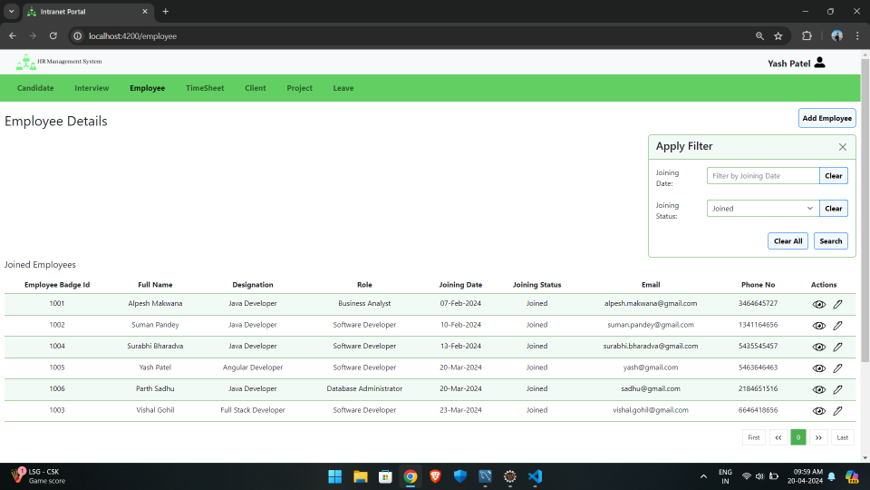 Intranet Portal
localhost:4200/employee
HR Management System
Yash Patel
Candidate Interview Employee TimeSheet Client Project Leave
Employee Details
Add Employee
Apply Filter
Joining Date:
Filter by Joining Date Clear
Joining Status:
Joined Clear
Clear All Search
Joined Employees
Employee Badge Id Full Name Designation Role Joining Date Joining Status Email Phone No Actions
1001 Alpesh Makwana Java Developer Business Analyst 07-Feb-2024 Joined alpesh.makwana@gmail.com 3464645727
1002 Suman Pandey Java Developer Software Developer 10-Feb-2024 Joined suman.pandey@gmail.com 1341164656
1004 Surabhi Bharadva Java Developer Software Developer 13-Feb-2024 Joined surabhi.bharadva@gmail.com 5435545457
1005 Yash Patel Angular Developer Software Developer 20-Mar-2024 Joined yash@gmail.com 5463646463
1006 Parth Sadhu Java Developer Database Administrator 20-Mar-2024 Joined sadhu@gmail.com 2184651516
1003 Vishal Gohil Full Stack Developer Software Developer 23-Mar-2024 Joined vishal.gohil@gmail.com 6646418656
First << 0 >> Last
1
LSG - CSK
Game score
ENG
IN
09:59 AM
20-04-2024